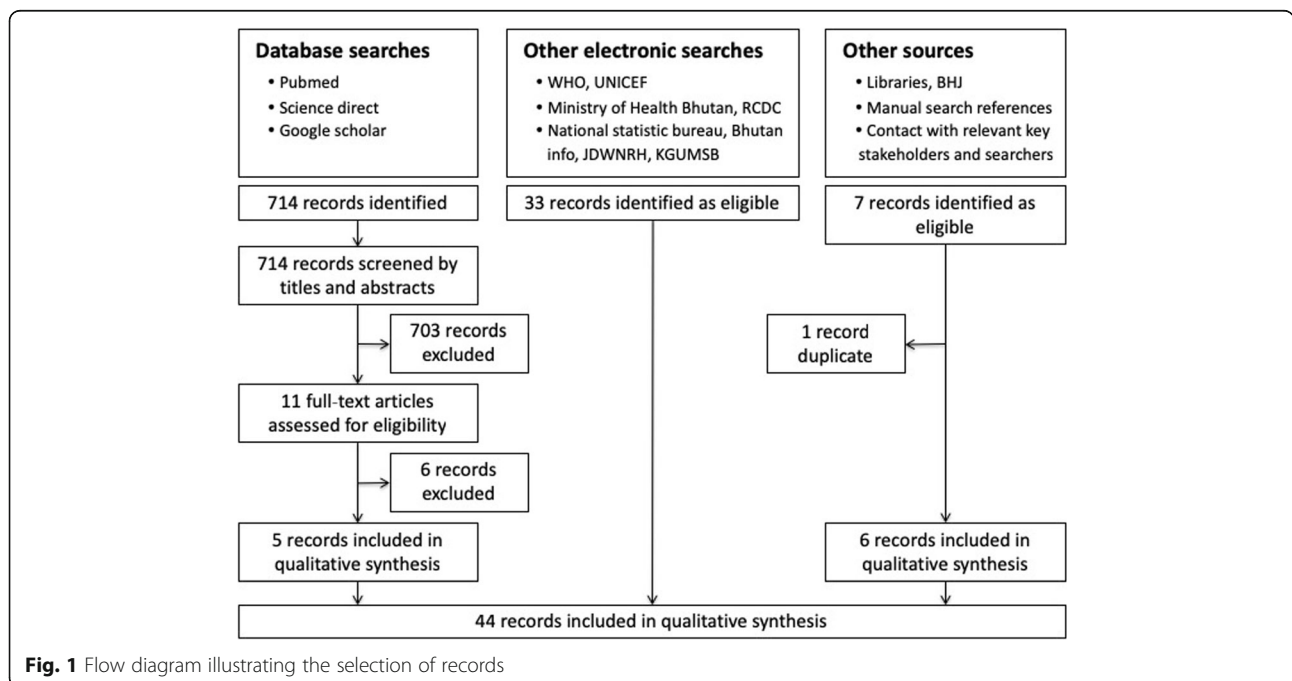 Database searches
• Pubmed
• Science direct
• Google scholar
Other electronic searches
• WHO, UNICEF
• Ministry of Health Bhutan, RCDC
• National statistic bureau, Bhutan
info, JDWNRH, KGUMSB
Other sources
• Libraries, BHJ
• Manual search references
• Contact with relevant key
stakeholders and searchers
714 records identified
33 records identified as eligible
7 records identified as
eligible
714 records screened by
titles and abstracts
703 records
excluded
1 record
duplicate
11 full-text articles
assessed for eligibility
6 records
excluded
5 records included in
qualitative synthesis
6 records included in
qualitative synthesis
44 records included in qualitative synthesis
Fig. 1 Flow diagram illustrating the selection of records